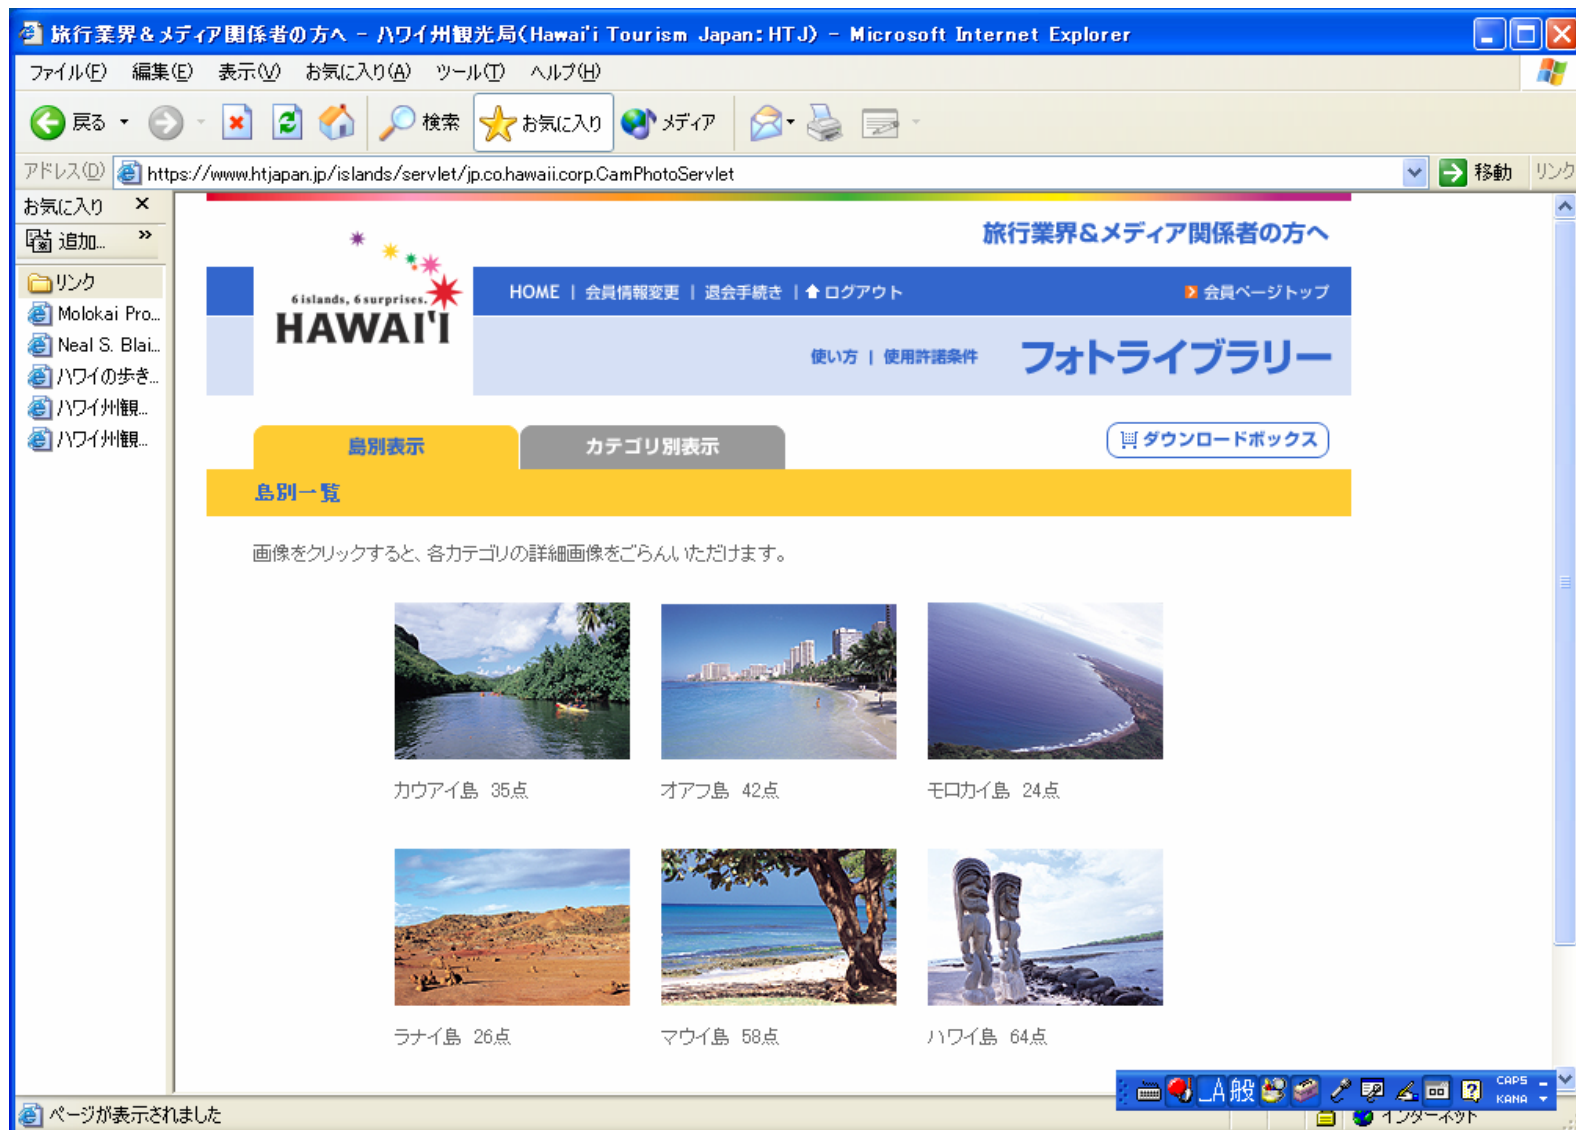 旅行業界&メディア関係者の方へ - ハワイ州観光局(Hawai'i Tourism Japan:HTJ) - Microsoft Internet Explorer
ファイル(F) 編集(E) 表示(V) お気に入り(A) ツール(T) ヘルプ(H)
戻る 検索 お気に入り メディア
アドレス(D) https://www.htjapan.jp/islands/servlet/jp.co.hawaii.corp.CamPhotoServlet 移動 リンク
お気に入り ×
追加... »
リンク
Molokai Pro...
Neal S. Blai...
ハワイの歩き...
ハワイ州観...
ハワイ州観...
旅行業界&メディア関係者の方へ
6 islands, 6 surprises.
HAWAI'I
HOME | 会員情報変更 | 退会手続き | ログアウト
会員ページトップ
使い方 | 使用許諾条件 フォトライブラリー
島別表示 カテゴリ別表示 ダウンロードボックス
島別一覧
画像をクリックすると、各カテゴリの詳細画像をごらんいただけます。
カウアイ島 35点 オアフ島 42点 モロカイ島 24点
ラナイ島 26点 マウイ島 58点 ハワイ島 64点
_A 般 CAPS KANA
ページが表示されました インターネット